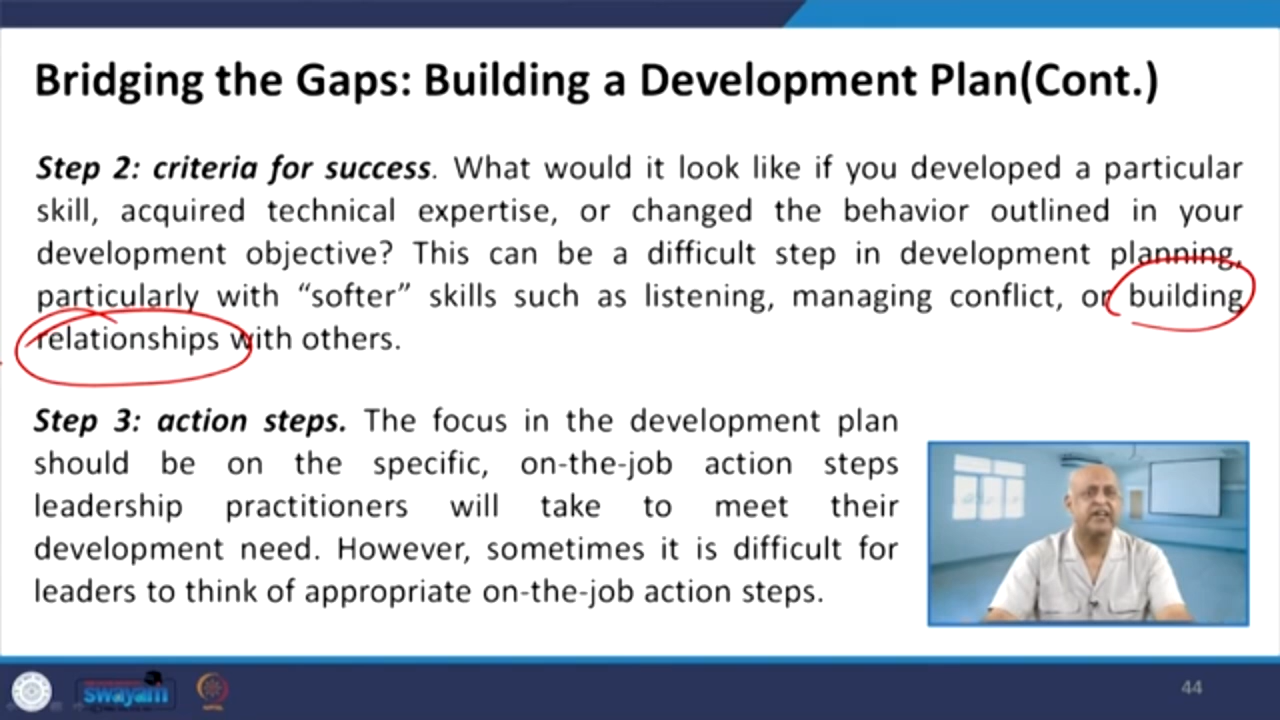 Bridging the Gaps: Building a Development Plan(Cont.)
Step 2: criteria for success. What would it look like if you developed a particular
skill, acquired technical expertise, or changed the behavior outlined in your
development objective? This can be a difficult step in development planning,
particularly with “softer” skills such as listening, managing conflict, or building
relationships with others.
Step 3: action steps. The focus in the development plan
should be on the specific, on-the-job action steps
leadership practitioners will take to meet their
development need. However, sometimes it is difficult for
leaders to think of appropriate on-the-job action steps.
swayam
44